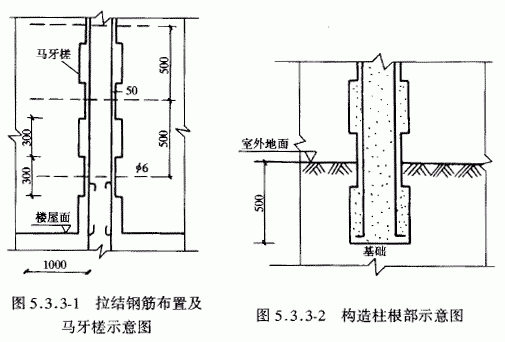 马牙槎
500
50
300
500
300
ϕ6
楼屋面
1000
图 5.3.3-1 拉结钢筋布置及
马牙槎示意图
室外地面
500
基础
图 5.3.3-2 构造柱根部示意图